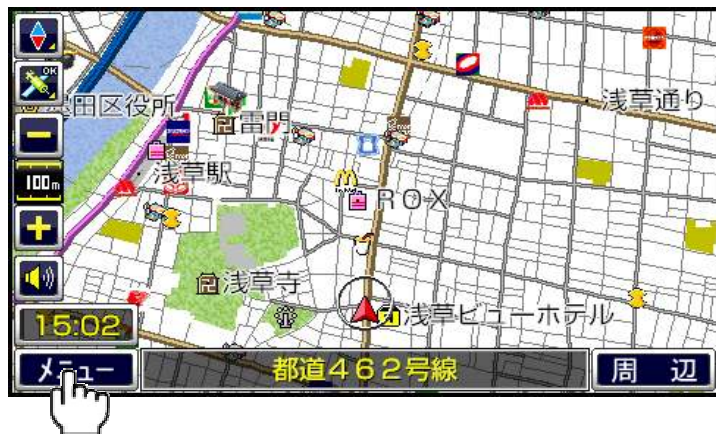 OK
浅草通り
墨田区役所
雷門
100m
浅草駅
ROX
浅草寺
浅草ビューホテル
15:02
メニュー
都道462号線
周 辺